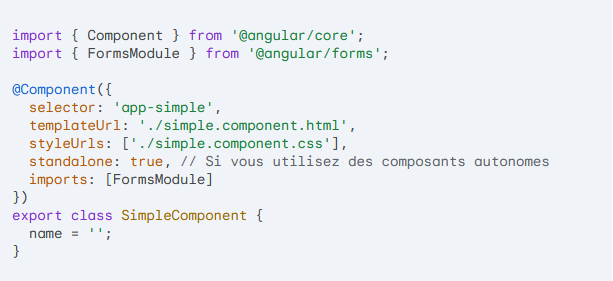 import { Component } from '@angular/core';
import { FormsModule } from '@angular/forms';

@Component({
  selector: 'app-simple',
  templateUrl: './simple.component.html',
  styleUrls: ['./simple.component.css'],
  standalone: true, // Si vous utilisez des composants autonomes
  imports: [FormsModule]
})
export class SimpleComponent {
  name = '';
}